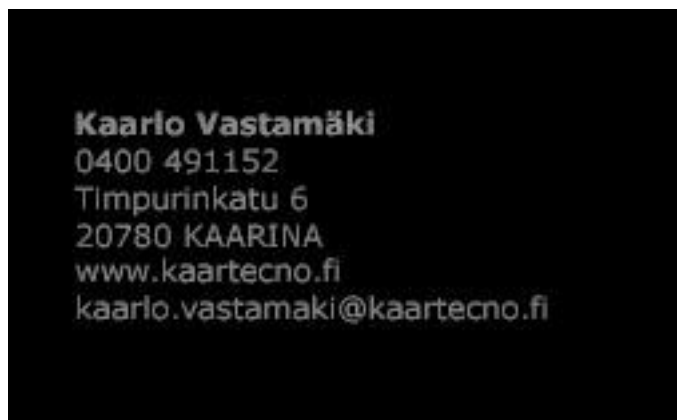 Kaarlo Vastamäki
0400 491152
Timpurinkatu 6
20780 KAARINA
www.kaartecno.fi
kaarlo.vastamaki@kaartecno.fi